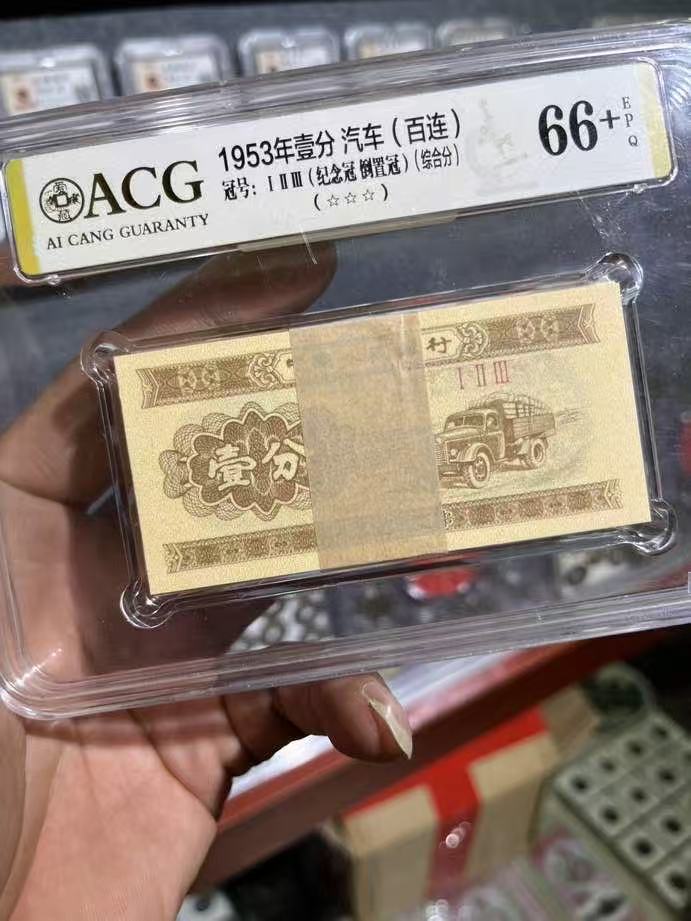 ACG
AI CANG GUARANTY
1953年壹分 汽车(百连)
冠号: I II III (纪念冠 倒置冠) (综合分)
(☆☆☆)
66+
EPQ
行
I II III
壹分